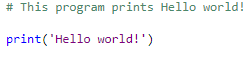 # This program prints Hello world!
print('Hello world!')